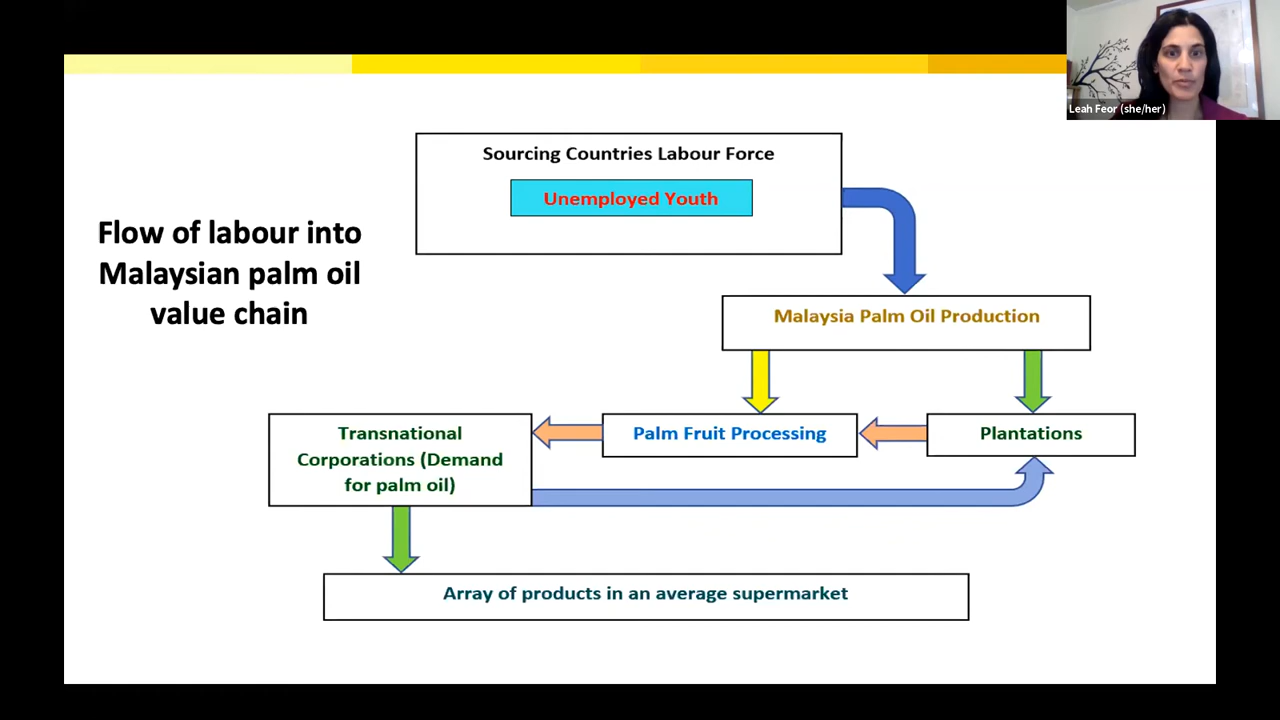 Leah Feor (she/her)
Sourcing Countries Labour Force
Unemployed Youth
Flow of labour into
Malaysian palm oil
value chain
Malaysia Palm Oil Production
Transnational
Corporations (Demand
for palm oil)
Palm Fruit Processing
Plantations
Array of products in an average supermarket